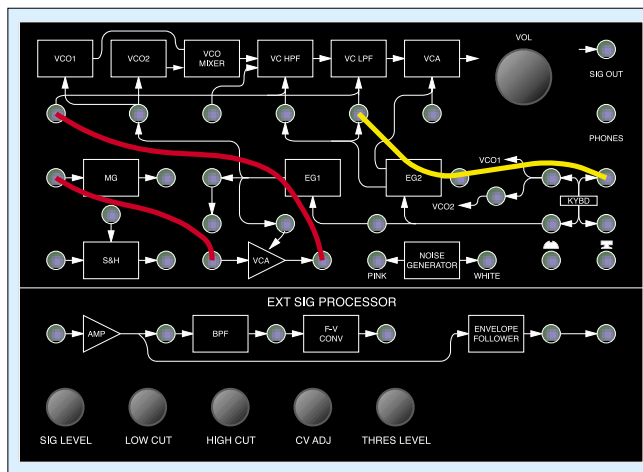 VCO1
VCO2
VCO
MIXER
VC HPF
VC LPF
VCA
VOL
SIG OUT
PHONES
MG
EG1
EG2
VCO1
VCO2
KYBD
S&H
VCA
PINK
NOISE
GENERATOR
WHITE
EXT SIG PROCESSOR
AMP
BPF
F–V
CONV
ENVELOPE
FOLLOWER
SIG LEVEL
LOW CUT
HIGH CUT
CV ADJ
THRES LEVEL